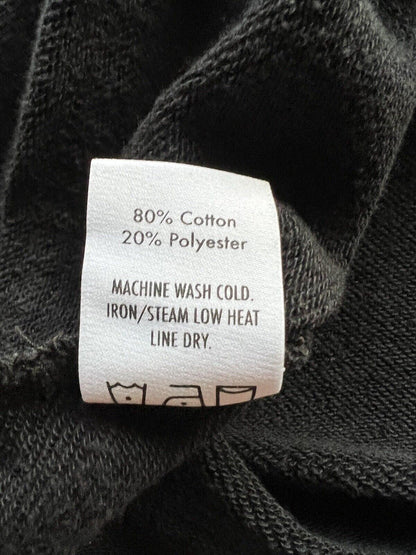 80% Cotton
20% Polyester
MACHINE WASH COLD.
IRON/STEAM LOW HEAT
LINE DRY.